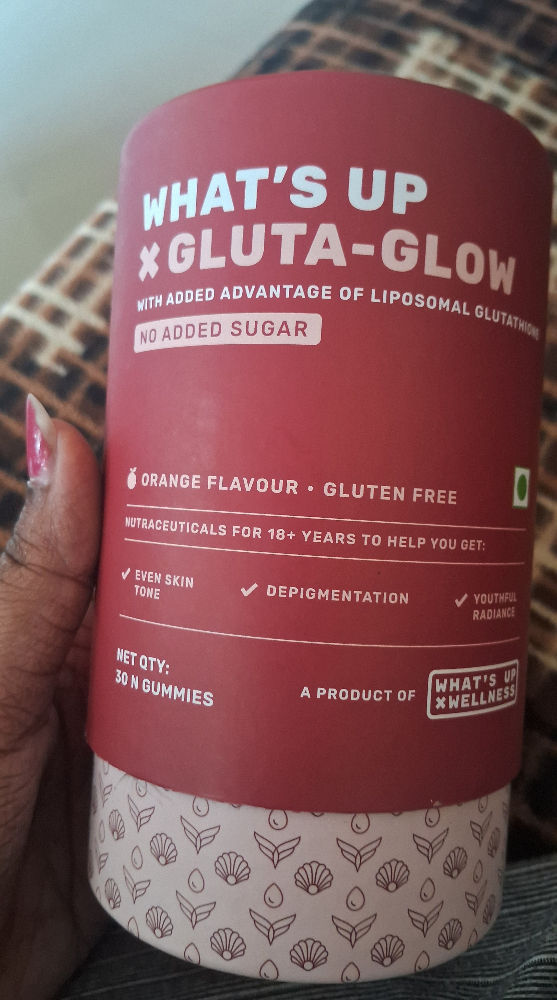 WHAT'S UP
×GLUTA-GLOW
WITH ADDED ADVANTAGE OF LIPOSOMAL GLUTATHIONE
NO ADDED SUGAR
ORANGE FLAVOUR • GLUTEN FREE
NUTRACEUTICALS FOR 18+ YEARS TO HELP YOU GET:
✓ EVEN SKIN
TONE
✓ DEPIGMENTATION
✓ YOUTHFUL
RADIANCE
NET QTY:
30 N GUMMIES
A PRODUCT OF
WHAT'S UP
×WELLNESS